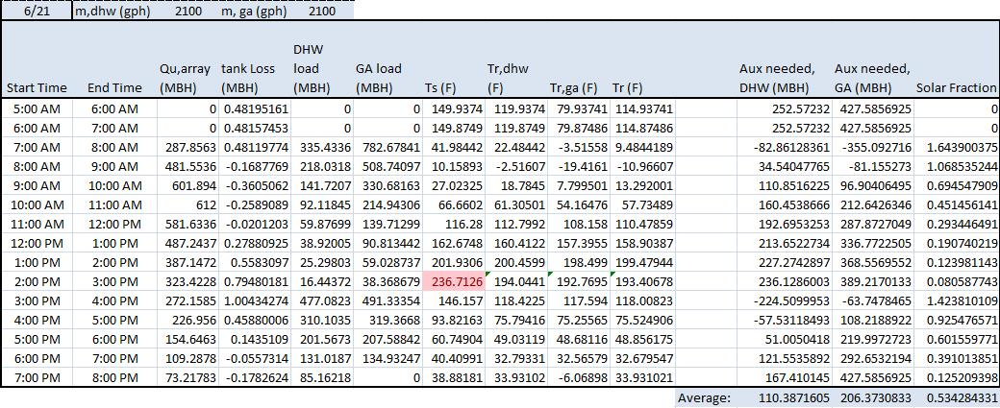 6/21 m,dhw (gph) 2100 m, ga (gph) 2100
DHW
Qu,array tank Loss load GA load Tr,dhw Aux needed, Aux needed,
Start Time End Time (MBH) (MBH) (MBH) (MBH) Ts (F) (F) Tr,ga (F) Tr (F) DHW (MBH) GA (MBH) Solar Fraction
5:00 AM 6:00 AM 0 0.48195161 0 0 149.9374 119.9374 79.93741 114.93741 252.57232 427.5856925 0
6:00 AM 7:00 AM 0 0.48157453 0 0 149.8749 119.8749 79.87486 114.87486 252.57232 427.5856925 0
7:00 AM 8:00 AM 287.8563 0.48119774 335.4336 782.67841 41.98442 22.48442 -3.51558 9.4844189 -82.86128361 -355.092716 1.643900375
8:00 AM 9:00 AM 481.5536 -0.1687769 218.0318 508.74097 10.15893 -2.51607 -19.4161 -10.96607 34.54047765 -81.155273 1.068535244
9:00 AM 10:00 AM 601.894 -0.3605062 141.7207 330.68163 27.02325 18.7845 7.799501 13.292001 110.8516225 96.90406495 0.694547909
10:00 AM 11:00 AM 612 -0.2589089 92.11845 214.94306 66.6602 61.30501 54.16476 57.73489 160.4538666 212.6426346 0.451456141
11:00 AM 12:00 PM 581.6336 -0.0201203 59.87699 139.71299 116.28 112.7992 108.158 110.47859 192.6953253 287.8727049 0.293446491
12:00 PM 1:00 PM 487.2437 0.27880925 38.92005 90.813442 162.6748 160.4122 157.3955 158.90387 213.6522734 336.7722505 0.190740219
1:00 PM 2:00 PM 387.1472 0.5583097 25.29803 59.028737 201.9306 200.4599 198.499 199.47944 227.2742897 368.5569552 0.123981143
2:00 PM 3:00 PM 323.4228 0.79480181 16.44372 38.368679 236.7126 194.0441 192.7695 193.40678 236.1286003 389.2170133 0.080587743
3:00 PM 4:00 PM 272.1585 1.00434274 477.0823 491.33354 146.157 118.4225 117.594 118.00823 -224.5099953 -63.7478465 1.423810109
4:00 PM 5:00 PM 226.956 0.45880006 310.1035 319.3668 93.82163 75.79416 75.25565 75.524906 -57.53118493 108.2188922 0.925476571
5:00 PM 6:00 PM 154.6463 0.1435109 201.5673 207.58842 60.74904 49.03119 48.68116 48.856175 51.0050418 219.9972723 0.601559771
6:00 PM 7:00 PM 109.2878 -0.0557314 131.0187 134.93247 40.40991 32.79331 32.56579 32.679547 121.5535892 292.6532194 0.391013851
7:00 PM 8:00 PM 73.21783 -0.1782624 85.16218 0 38.88181 33.93102 -6.06898 33.931021 167.410145 427.5856925 0.125209398
Average: 110.3871605 206.3730833 0.534284331